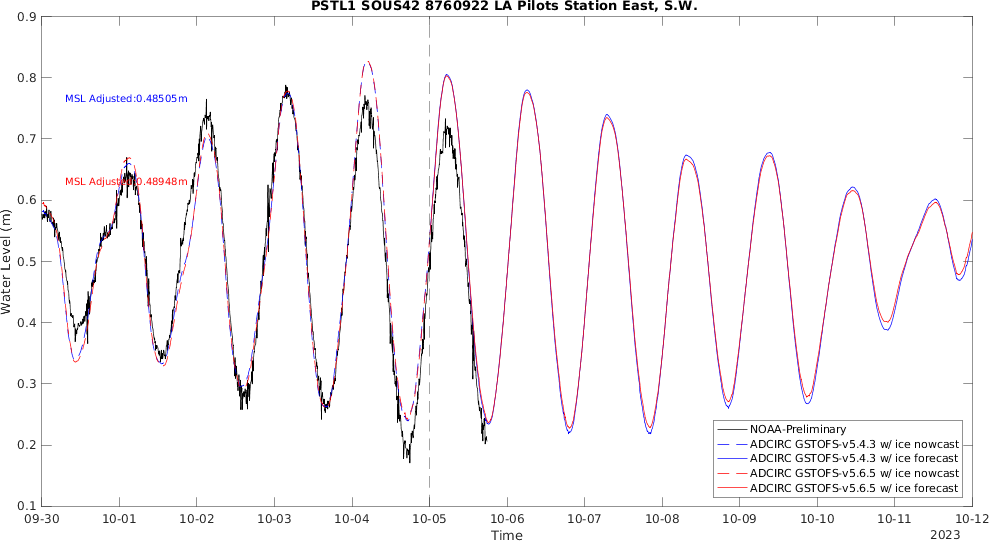 PSTL1 SOUS42 8760922 LA Pilots Station East, S.W.
0.9
0.8
0.7
0.6
0.5
0.4
0.3
0.2
0.1
Water Level (m)
MSL Adjusted:0.48505m
MSL Adjusted:0.48948m
NOAA-Preliminary
ADCIRC GSTOFS-v5.4.3 w/ ice nowcast
ADCIRC GSTOFS-v5.4.3 w/ ice forecast
ADCIRC GSTOFS-v5.6.5 w/ ice nowcast
ADCIRC GSTOFS-v5.6.5 w/ ice forecast
09-30 10-01 10-02 10-03 10-04 10-05 10-06 10-07 10-08 10-09 10-10 10-11 10-12
Time
2023